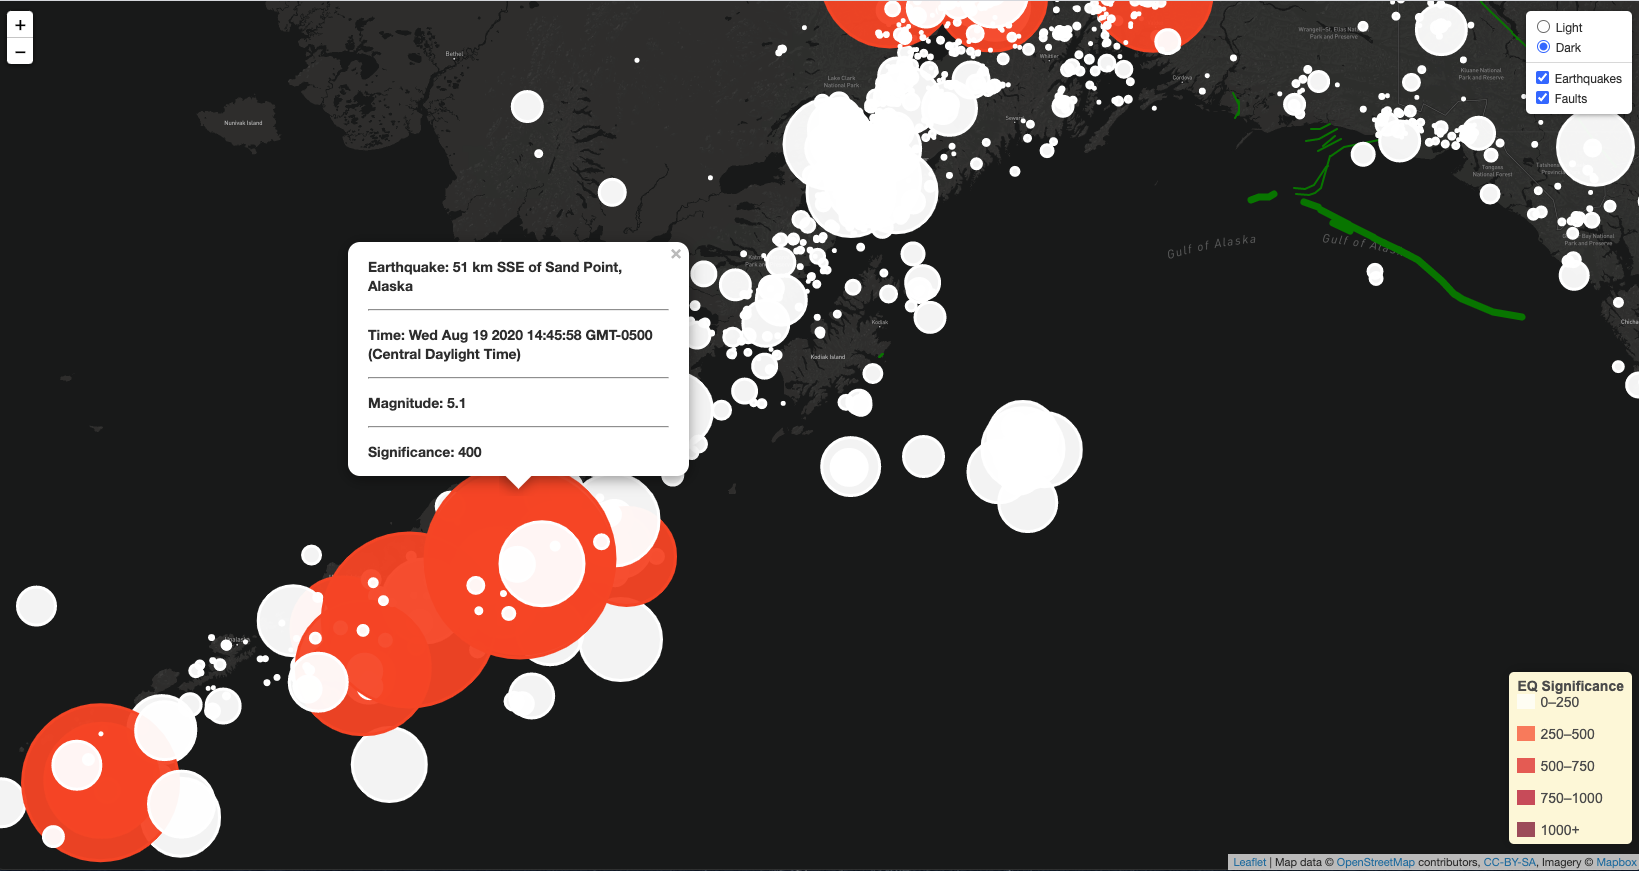 +
−
Bethel
Nunivak Island
Lake Clark
National Park
Whittier
Cordova
Wrangell-St. Elias
Park and Preserve
Kluane National
Park and Reserve
Light
Dark
Earthquakes
Faults
Tongass
National Forest
Bay National
Park and Preserve
Gulf of Alaska
Gulf of Alas
Kodiak
Kodiak Island
Chicha
×
Earthquake: 51 km SSE of Sand Point,
Alaska
Time: Wed Aug 19 2020 14:45:58 GMT-0500
(Central Daylight Time)
Magnitude: 5.1
Significance: 400
EQ Significance
0–250
250–500
500–750
750–1000
1000+
Leaflet | Map data © OpenStreetMap contributors, CC-BY-SA, Imagery © Mapbox